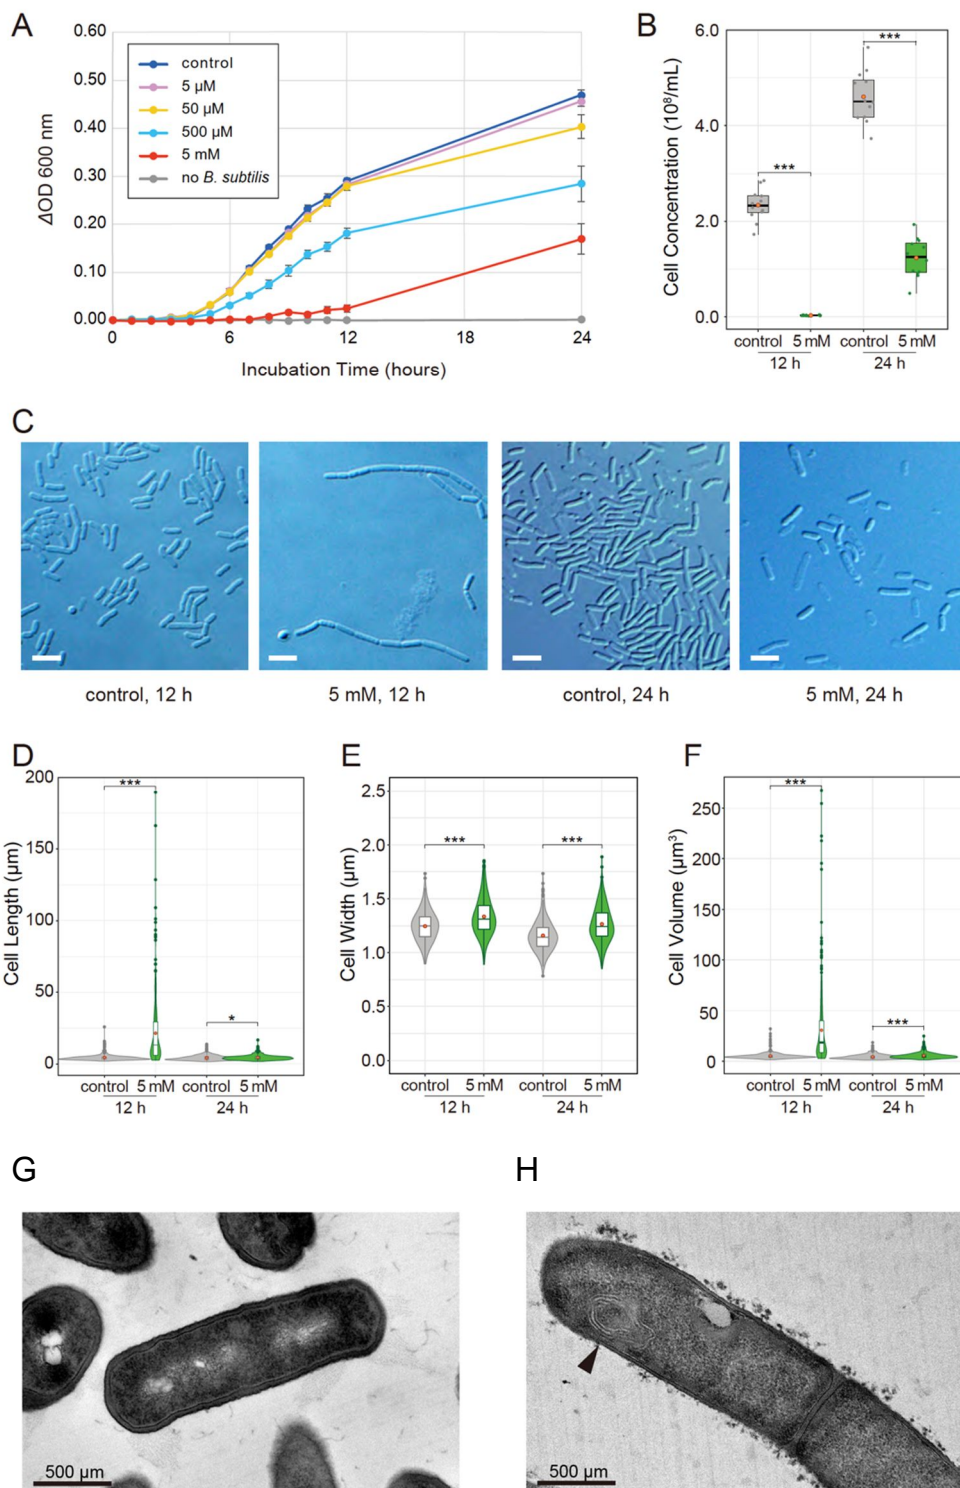 A
ΔOD 600 nm
0.60
0.50
0.40
0.30
0.20
0.10
0.00
control
5 µM
50 µM
500 µM
5 mM
no B. subtilis
6
12
18
24
Incubation Time (hours)
B
Cell Concentration (10⁸/mL)
6.0
4.0
2.0
0.0
***
***
control 5 mM control 5 mM
12 h 24 h
C
control, 12 h
5 mM, 12 h
control, 24 h
5 mM, 24 h
D
Cell Length (µm)
200
150
100
50
0
***
*
control 5 mM control 5 mM
12 h 24 h
E
Cell Width (µm)
2.5
2.0
1.5
1.0
0.5
0.0
*** ***
control 5 mM control 5 mM
12 h 24 h
F
Cell Volume (µm³)
250
200
150
100
50
0
***
***
control 5 mM control 5 mM
12 h 24 h
G
500 µm
H
500 µm